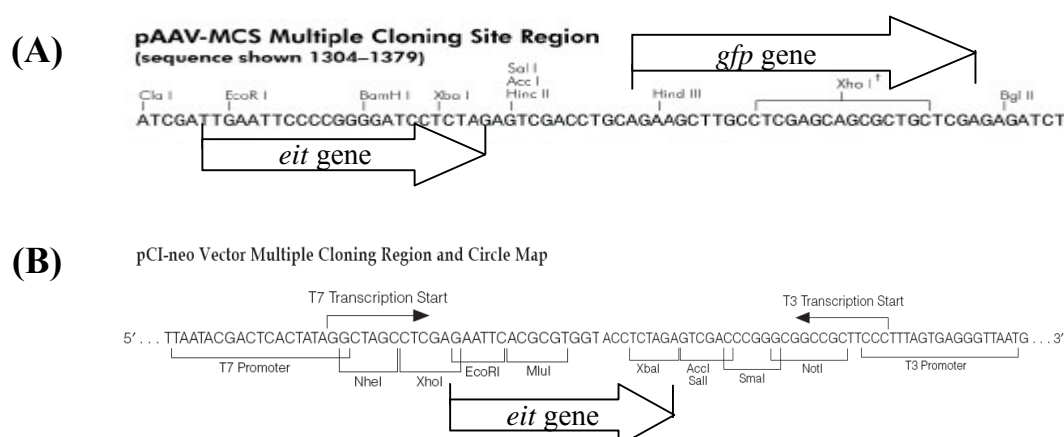 (A)
pAAV-MCS Multiple Cloning Site Region
(sequence shown 1304–1379)
gfp gene
Sal I
Acc I
Cla I EcoR I BamH I Xba I Hinc II Hind III Xho I † Bgl II
ATCGATTGAATTCCCCGGGGATCCTCTAGAGTCGACCTGCAGAAGCTTGCCTCGAGCAGCGCTGCTCGAGAGATCT
eit gene
(B)
pCI-neo Vector Multiple Cloning Region and Circle Map
T7 Transcription Start T3 Transcription Start
5′ . . . TTAATACGACTCACTATAGGCTAGCCTCGAGAATTCACGCGTGGT ACCTCTAGAGTCGACCCGGGCGGCCGCTTCCCTTTAGTGAGGGTTAATG . . . 3′
T7 Promoter NheI XhoI EcoRI MluI XbaI AccI SmaI NotI T3 Promoter
SalI
eit gene